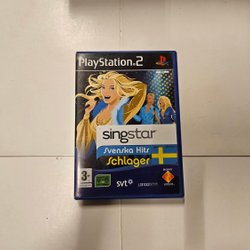 PlayStation 2
singstar
Svenska Hits
Schlager
3+
svt